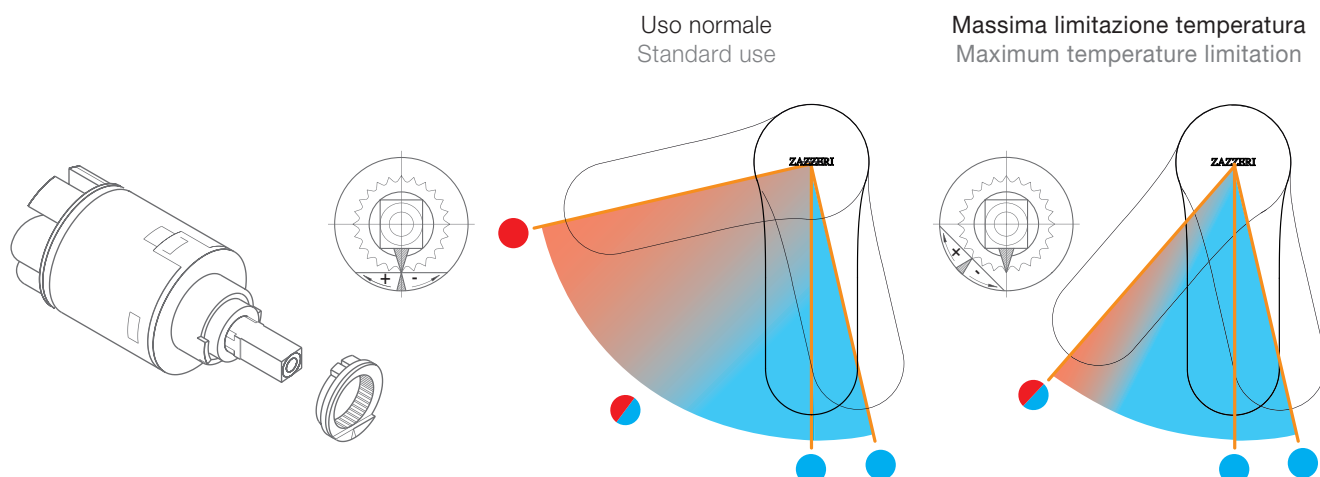 Uso normale
Standard use
Massima limitazione temperatura
Maximum temperature limitation
ZAZZERI
ZAZZERI
+ -
+ -